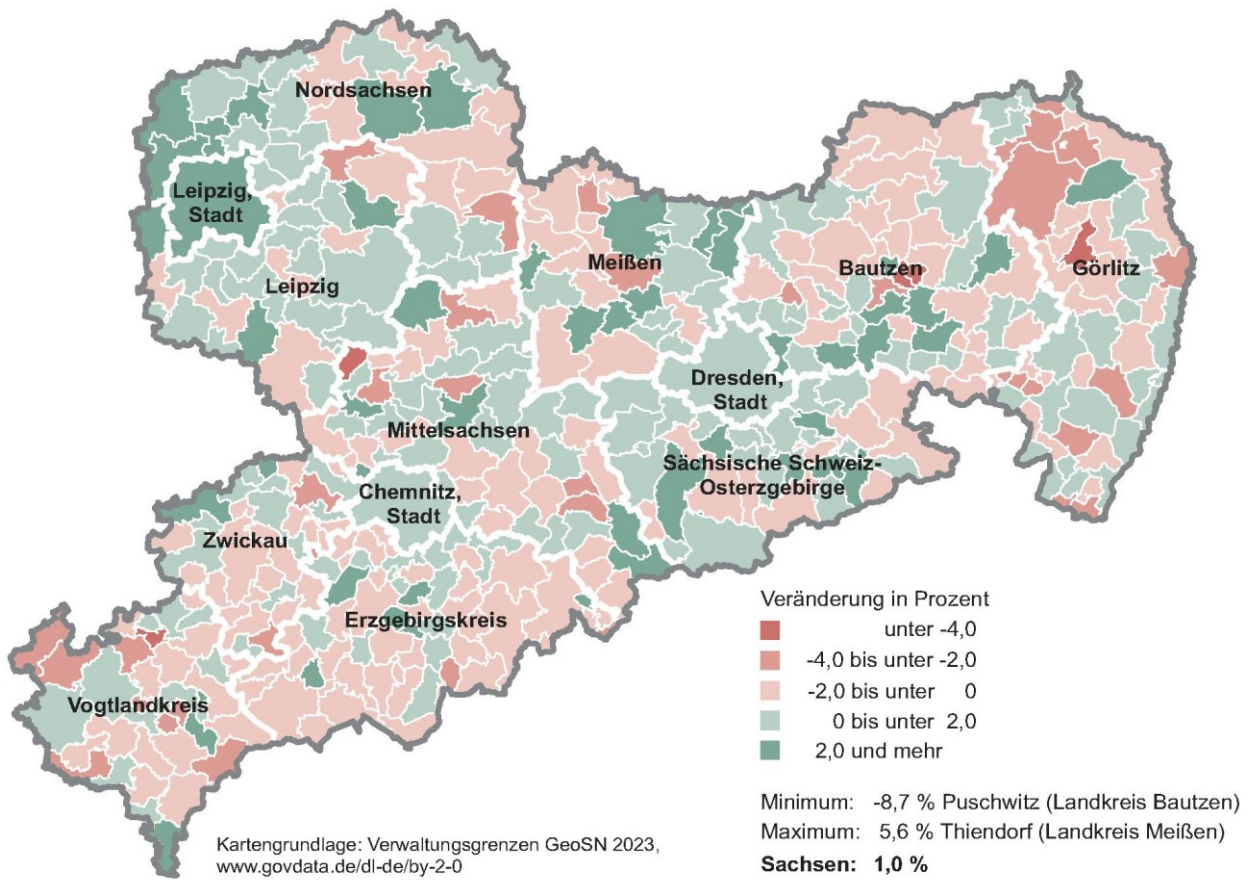 Nordsachsen
Leipzig,
Stadt
Leipzig
Meißen
Bautzen
Görlitz
Dresden,
Stadt
Mittelsachsen
Sächsische Schweiz-
Osterzgebirge
Chemnitz,
Stadt
Zwickau
Erzgebirgskreis
Vogtlandkreis
Veränderung in Prozent
unter -4,0
-4,0 bis unter -2,0
-2,0 bis unter 0
0 bis unter 2,0
2,0 und mehr
Minimum: -8,7 % Puschwitz (Landkreis Bautzen)
Maximum: 5,6 % Thiendorf (Landkreis Meißen)
Sachsen: 1,0 %
Kartengrundlage: Verwaltungsgrenzen GeoSN 2023,
www.govdata.de/dl-de/by-2-0